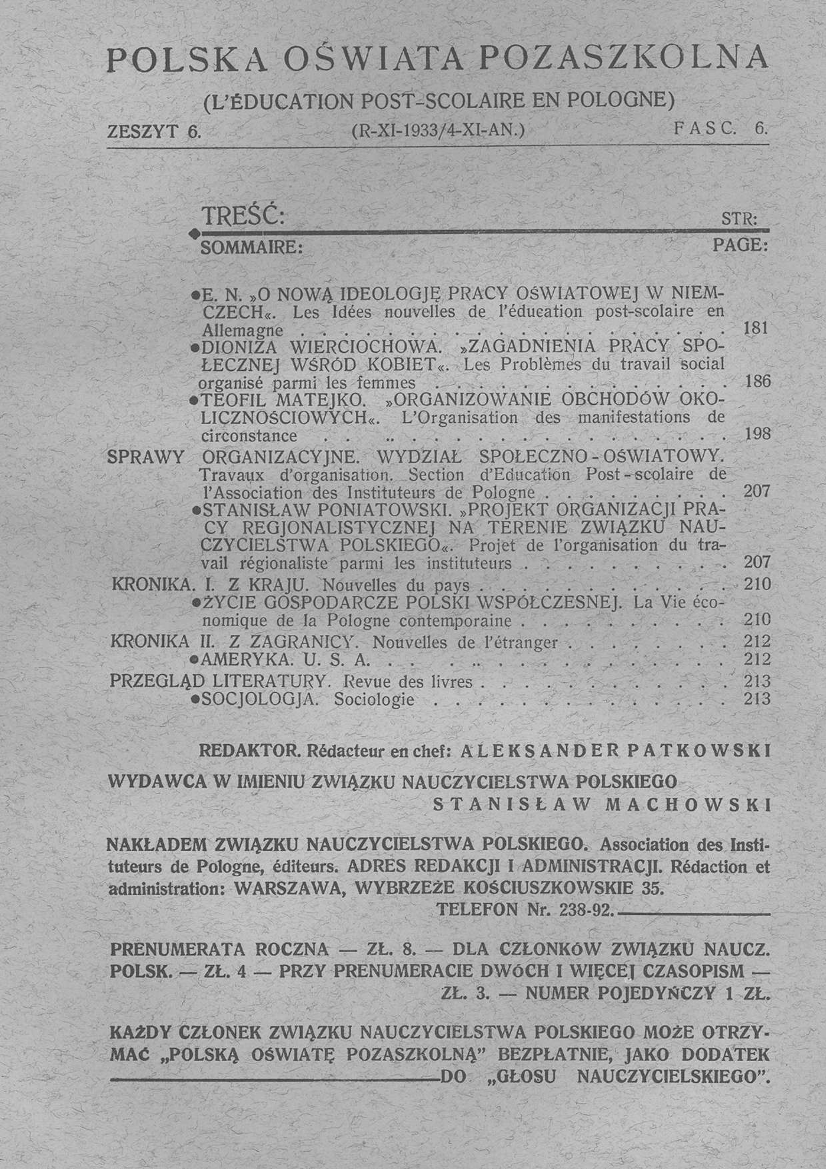 POLSKA OŚWIATA POZASZKOLNA
(L'ÉDUCATION POST-SCOLAIRE EN POLOGNE)
ZESZYT 6. (R-XI-1933/4-XI-AN.) FASC. 6.
TREŚĆ: STR:
SOMMAIRE: PAGE:
●E. N. »O NOWĄ IDEOLOGJĘ PRACY OŚWIATOWEJ W NIEM-
CZECH«. Les Idées nouvelles de l'éducation post-scolaire en
Allemagne . . . . . . . . . . . . . . . . . . . . . . 181
●DIONIZA WIERCIOCHOWA. »ZAGADNIENIA PRACY SPO-
ŁECZNEJ WŚRÓD KOBIET«. Les Problèmes du travail social
organisé parmi les femmes . . . . . . . . . . . . . . . 186
●TEOFIL MATEJKO. »ORGANIZOWANIE OBCHODÓW OKO-
LICZNOŚCIOWYCH«. L'Organisation des manifestations de
circonstance . . .. . . . . . . . . . . . . . . . . . 198
SPRAWY ORGANIZACYJNE. WYDZIAŁ SPOŁECZNO-OŚWIATOWY.
Travaux d'organisation. Section d'Education Post-scolaire de
l'Association des Instituteurs de Pologne . . . . . . . . . 207
●STANISŁAW PONIATOWSKI. »PROJEKT ORGANIZACJI PRA-
CY REGJONALISTYCZNEJ NA TERENIE ZWIĄZKU NAU-
CZYCIELSTWA POLSKIEGO«. Projet de l'organisation du tra-
vail régionaliste parmi les instituteurs . . . . . . . . . . 207
KRONIKA. I. Z KRAJU. Nouvelles du pays . . . . . . . . . . . . 210
●ŻYCIE GOSPODARCZE POLSKI WSPÓŁCZESNEJ. La Vie éco-
nomique de la Pologne contemporaine . . . . . . . . . . 210
KRONIKA II. Z ZAGRANICY. Nouvelles de l'étranger . . . . . . . . 212
●AMERYKA. U. S. A. . . . .. . . . . . . . . . . . . . 212
PRZEGLĄD LITERATURY. Revue des livres . . . . . . . . . . . . 213
●SOCJOLOGJA. Sociologie . . . . . . . . . . . . . . . 213
REDAKTOR. Rédacteur en chef: ALEKSANDER PATKOWSKI
WYDAWCA W IMIENIU ZWIĄZKU NAUCZYCIELSTWA POLSKIEGO
STANISŁAW MACHOWSKI
NAKŁADEM ZWIĄZKU NAUCZYCIELSTWA POLSKIEGO. Association des Insti-
tuteurs de Pologne, éditeurs. ADRES REDAKCJI I ADMINISTRACJI. Rédaction et
administration: WARSZAWA, WYBRZEŻE KOŚCIUSZKOWSKIE 35.
TELEFON Nr. 238-92.
PRENUMERATA ROCZNA — ZŁ. 8. — DLA CZŁONKÓW ZWIĄZKU NAUCZ.
POLSK. — ZŁ. 4 — PRZY PRENUMERACIE DWÓCH I WIĘCEJ CZASOPISM —
ZŁ. 3. — NUMER POJEDYŃCZY 1 ZŁ.
KAŻDY CZŁONEK ZWIĄZKU NAUCZYCIELSTWA POLSKIEGO MOŻE OTRZY-
MAĆ „POLSKĄ OŚWIATĘ POZASZKOLNĄ” BEZPŁATNIE, JAKO DODATEK
DO „GŁOSU NAUCZYCIELSKIEGO”.